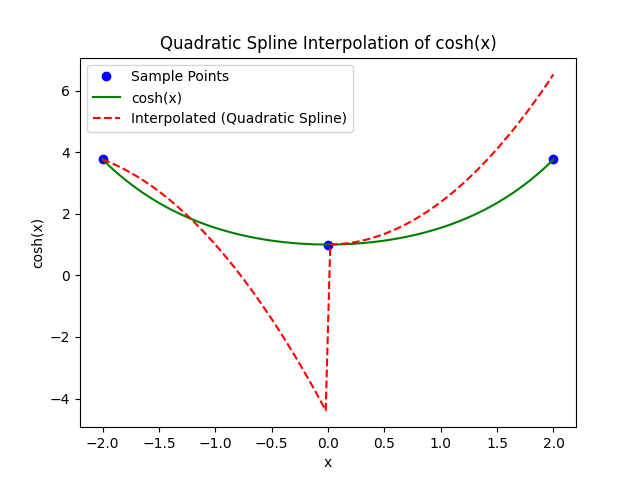 Quadratic Spline Interpolation of cosh(x)
Sample Points
cosh(x)
Interpolated (Quadratic Spline)
6
4
2
0
−2
−4
cosh(x)
−2.0 −1.5 −1.0 −0.5 0.0 0.5 1.0 1.5 2.0
x